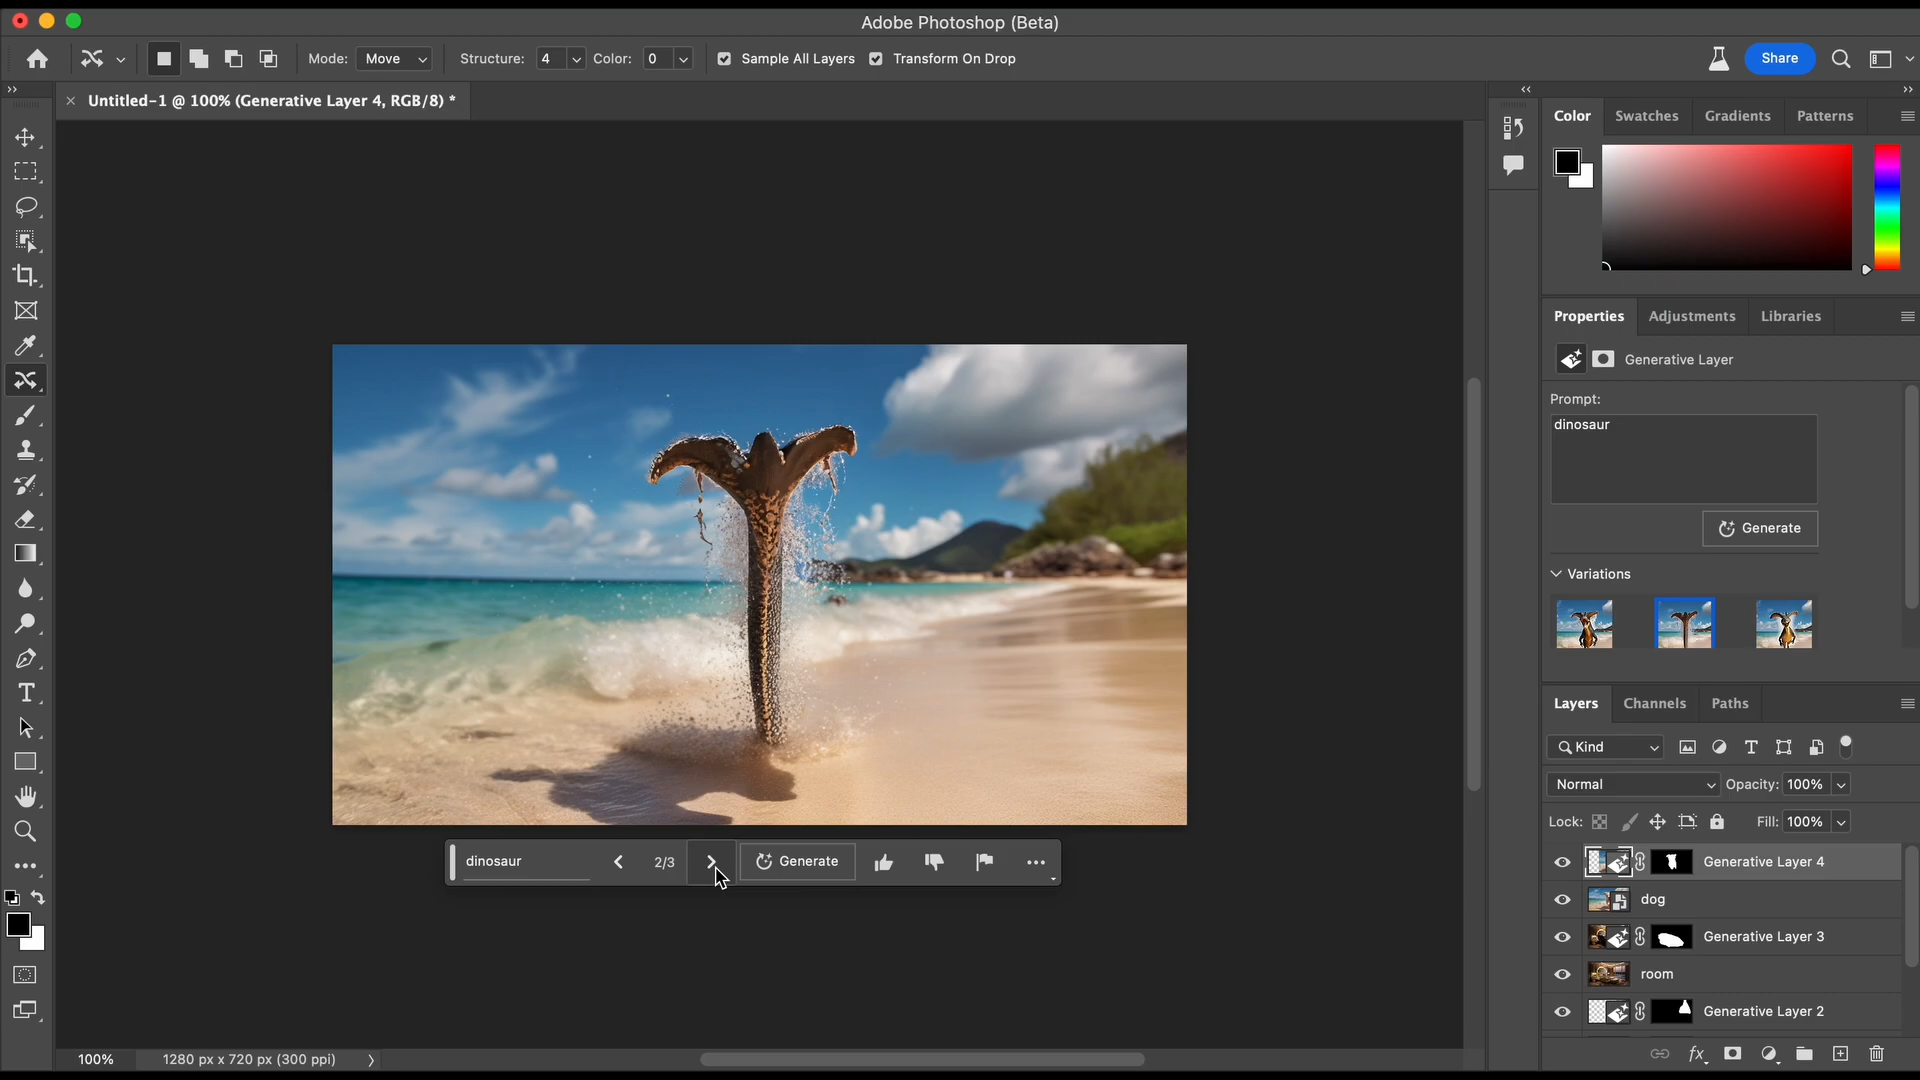 Adobe Photoshop (Beta)
Mode: Move Structure: 4 Color: 0 Sample All Layers Transform On Drop Share
Untitled-1 @ 100% (Generative Layer 4, RGB/8) *
Color Swatches Gradients Patterns
Properties Adjustments Libraries
Generative Layer
Prompt:
dinosaur
Generate
Variations
Layers Channels Paths
Kind
Normal Opacity: 100%
Lock: Fill: 100%
dinosaur 2/3 Generate
Generative Layer 4
dog
Generative Layer 3
room
Generative Layer 2
100% 1280 px x 720 px (300 ppi)
fx